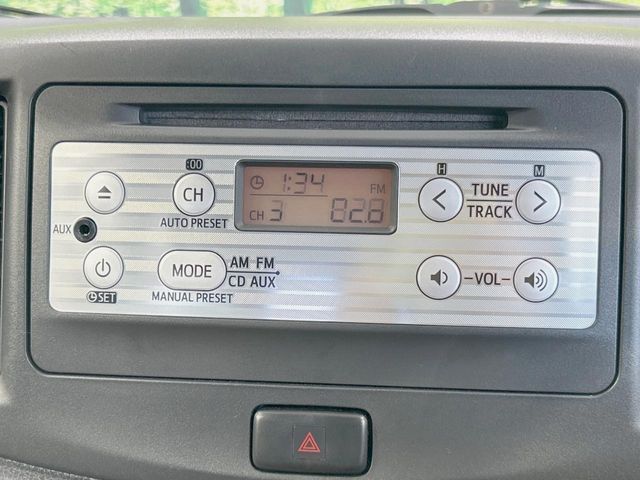 :00
H
M
CH
AUTO PRESET
1:34
FM
CH 3 82.8
TUNE
TRACK
AUX
MODE
AM FM
CD AUX
VOL
SET
MANUAL PRESET